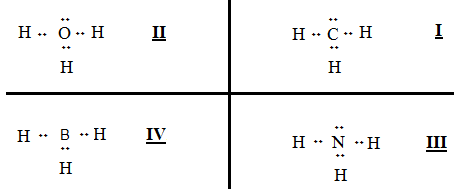 ··
H ·· O ·· H
··
H
II
··
H ·· C ·· H
··
H
I
H ·· B ·· H
··
H
IV
··
H ·· N ·· H
··
H
III